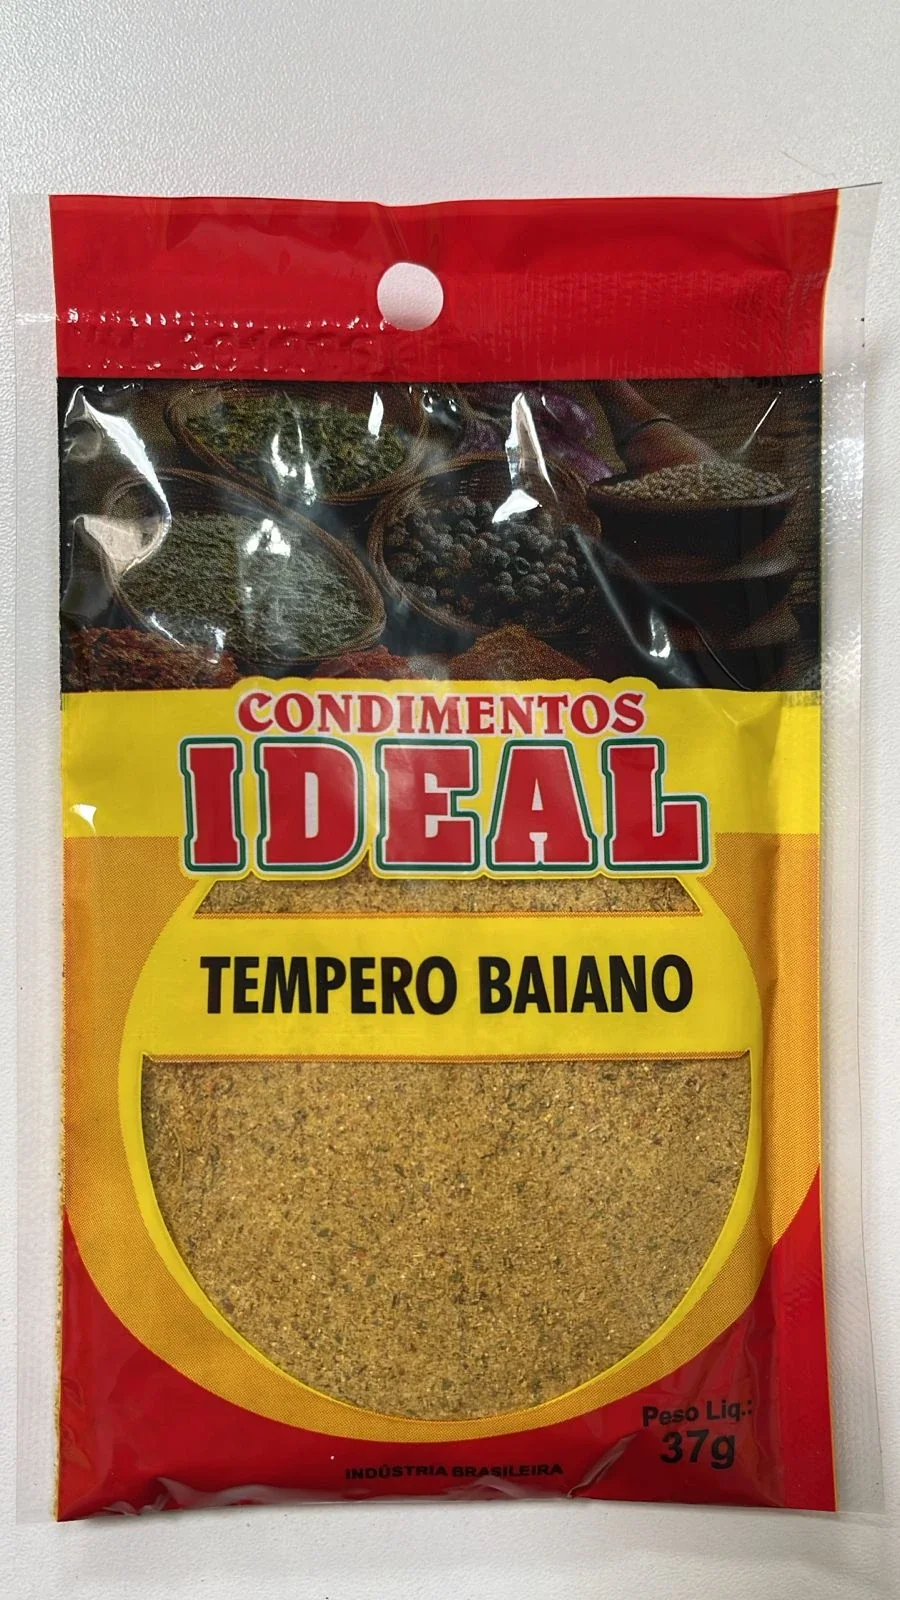 CONDIMENTOS
IDEAL
TEMPERO BAIANO
Peso Liq.:
37g
INDÚSTRIA BRASILEIRA